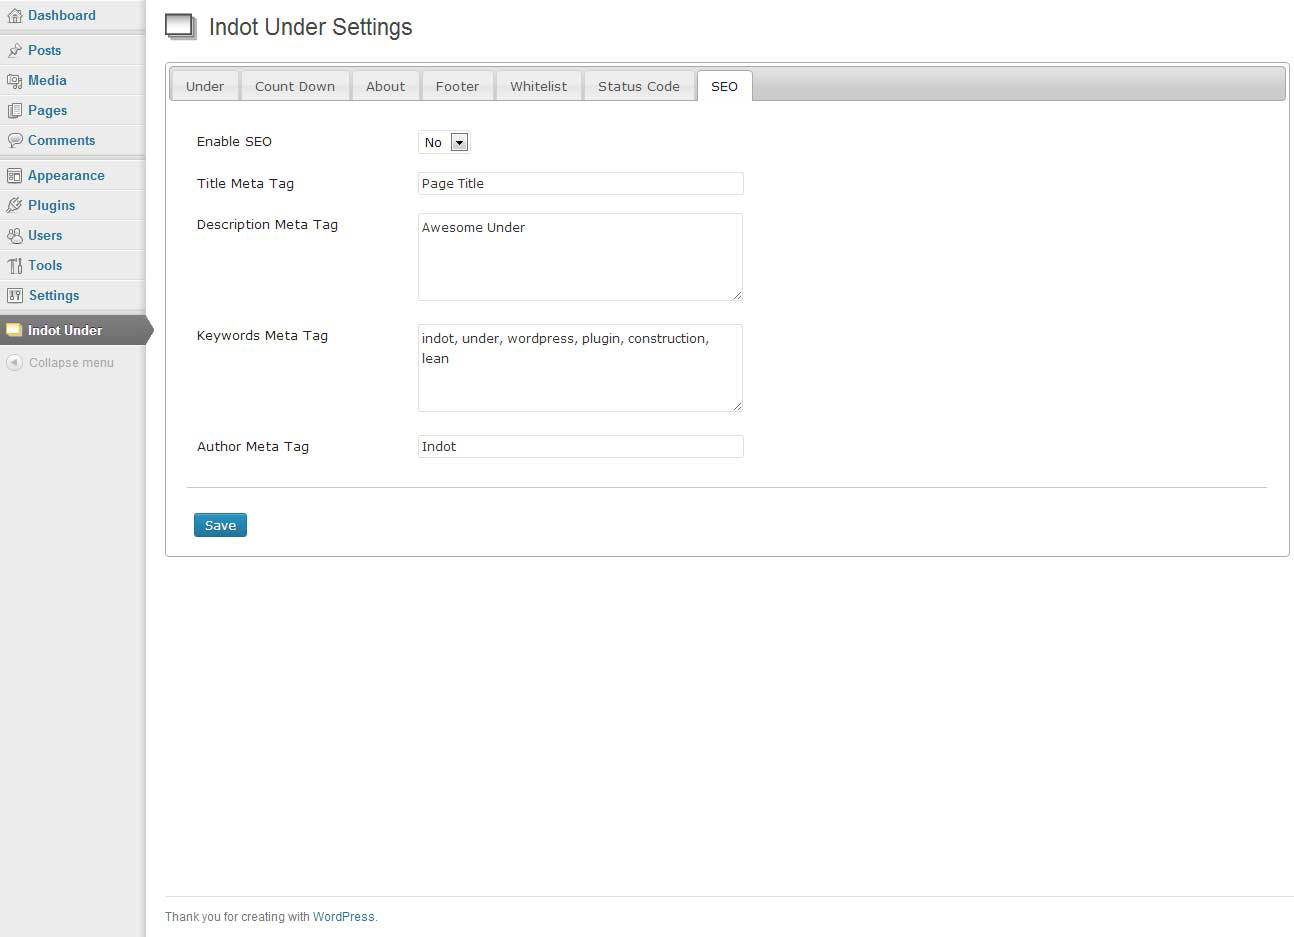 Dashboard
Posts
Media
Pages
Comments
Appearance
Plugins
Users
Tools
Settings
Indot Under
Collapse menu
Indot Under Settings
Under
Count Down
About
Footer
Whitelist
Status Code
SEO
Enable SEO
No
Title Meta Tag
Page Title
Description Meta Tag
Awesome Under
Keywords Meta Tag
indot, under, wordpress, plugin, construction,
lean
Author Meta Tag
Indot
Save
Thank you for creating with WordPress.